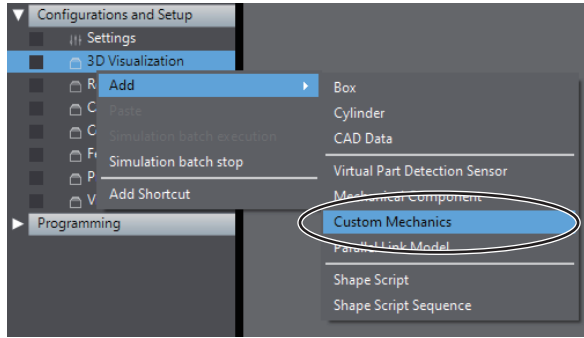 Configurations and Setup
Settings
3D Visualization
R
Add
C
Paste
C
Simulation batch execution
Fe
Simulation batch stop
P
V
Add Shortcut
Programming
Box
Cylinder
CAD Data
Virtual Part Detection Sensor
Mechanical Component
Custom Mechanics
Parallel Link Model
Shape Script
Shape Script Sequence